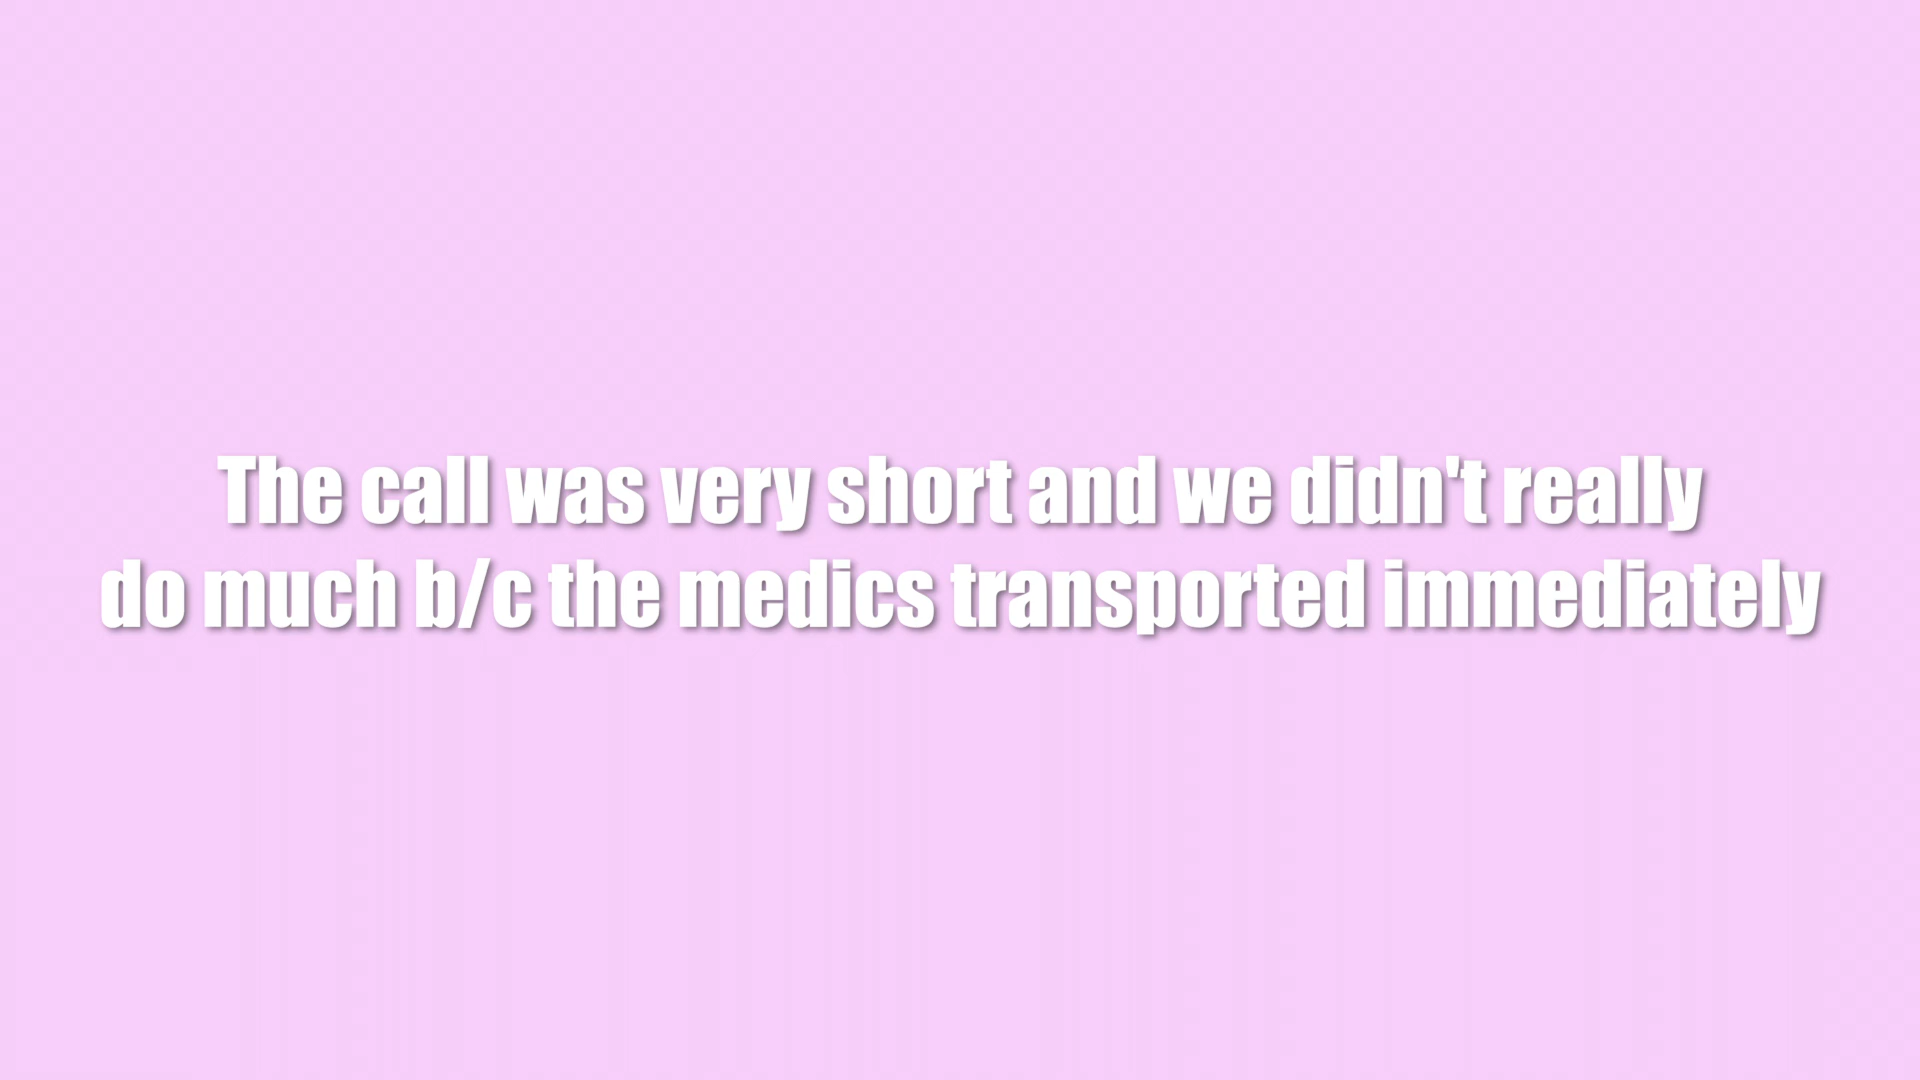 The call was very short and we didn't really
do much b/c the medics transported immediately